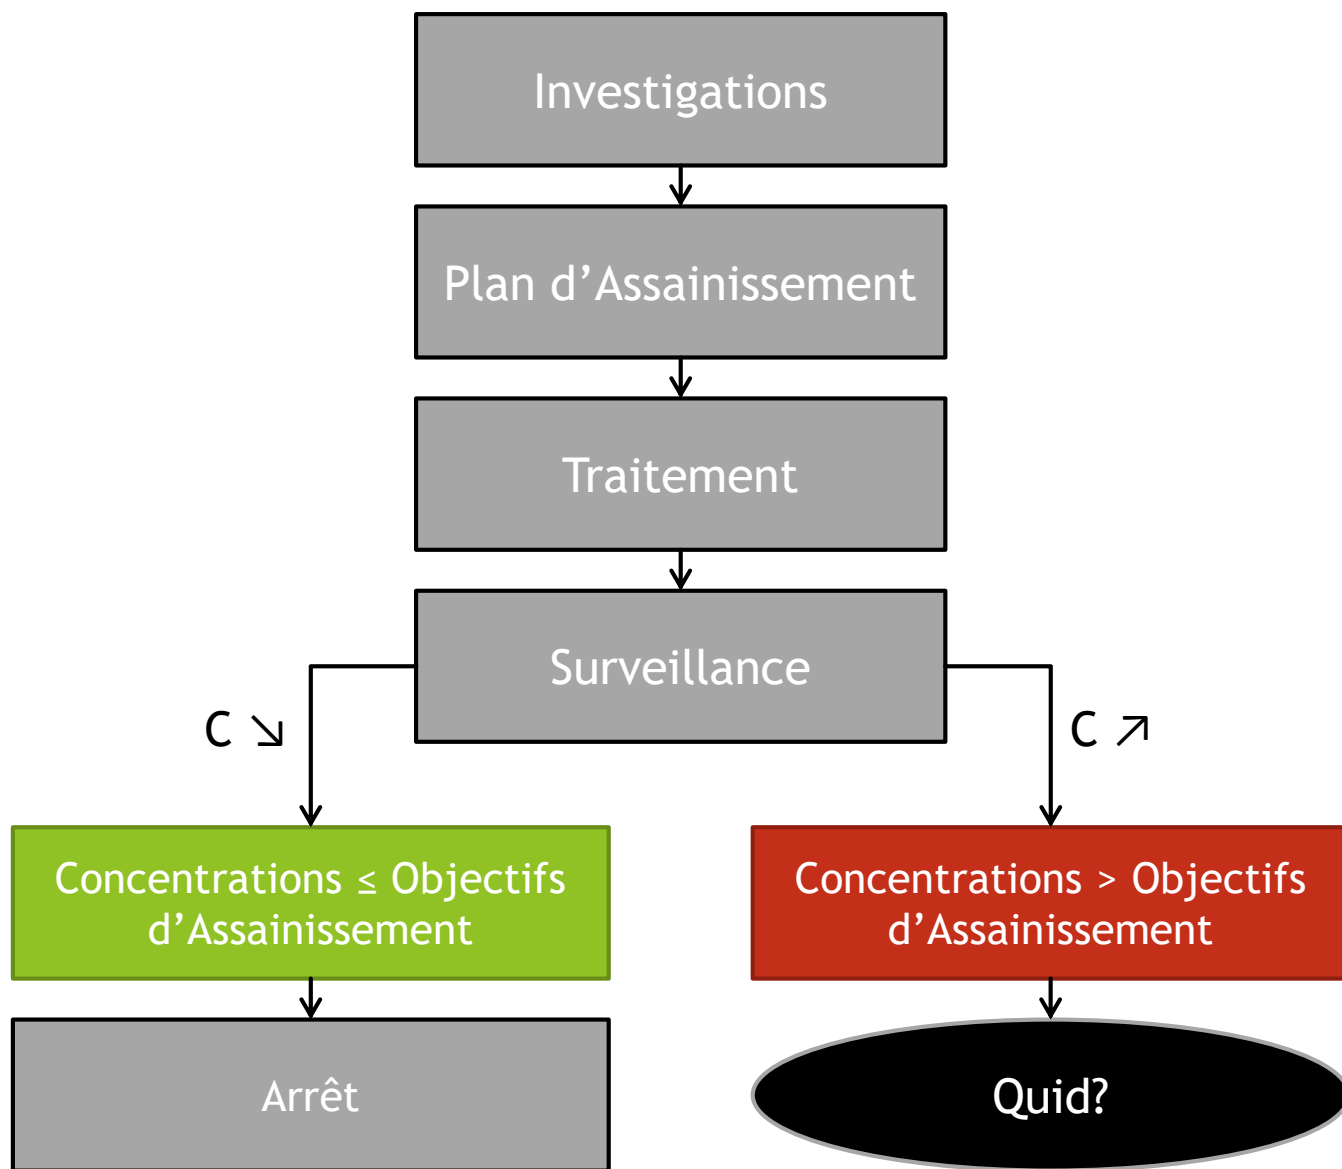 Investigations
Plan d’Assainissement
Traitement
Surveillance
C ↘
C ↗
Concentrations ≤ Objectifs
d’Assainissement
Concentrations > Objectifs
d’Assainissement
Arrêt
Quid?